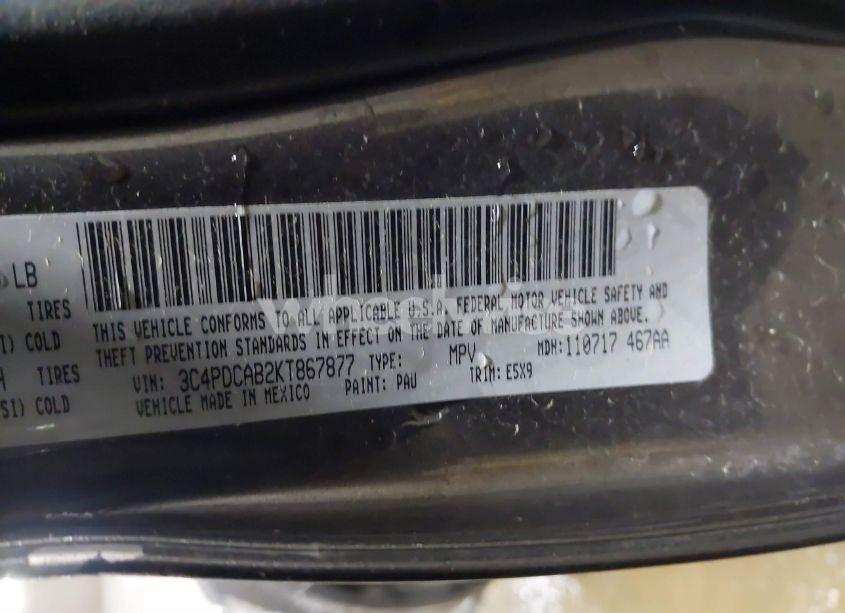 LB
TIRES
COLD
TIRES
SI) COLD
THIS VEHICLE CONFORMS TO ALL APPLICABLE U.S.A. FEDERAL MOTOR VEHICLE SAFETY AND
THEFT PREVENTION STANDARDS IN EFFECT ON THE DATE OF MANUFACTURE SHOWN ABOVE.
VIN: 3C4PDCAB2KT867877 TYPE: MPV MDH:110717 467AA
VEHICLE MADE IN MEXICO PAINT: PAU TRIM: E5X9